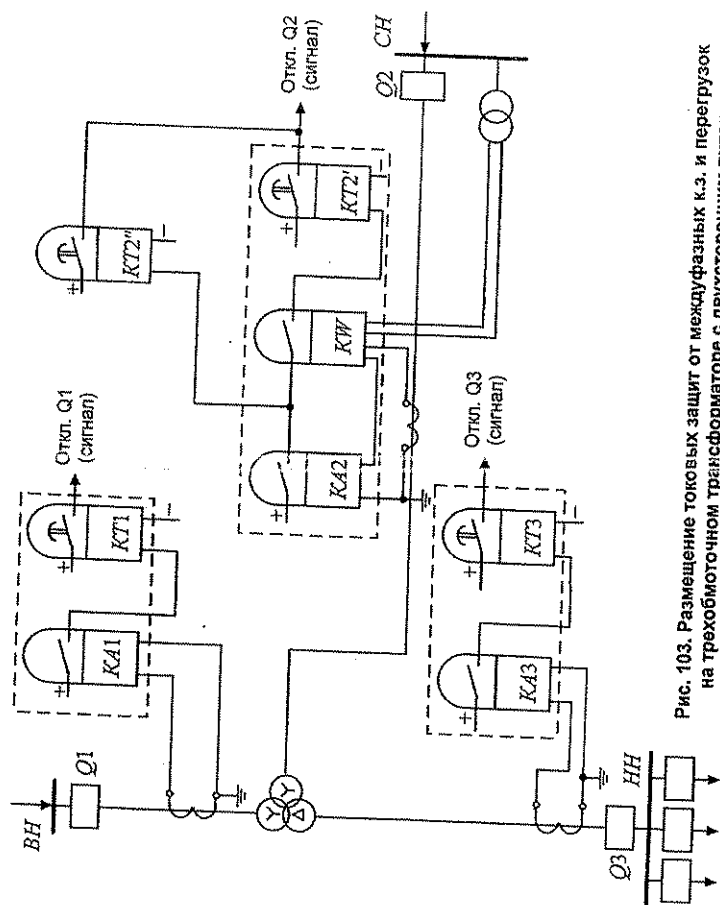 ВН
Q1
KA1
+
KT1
+
−
Откл. Q1
(сигнал)
KT2"
+
−
KA2
+
KW
KT2'
+
−
Откл. Q2
(сигнал)
Q2
СН
KA3
+
KT3
+
−
Откл. Q3
(сигнал)
Q3
НН
Рис. 103. Размещение токовых защит от междуфазных к.з. и перегрузок
на трехобмоточном трансформаторе с двухсторонним